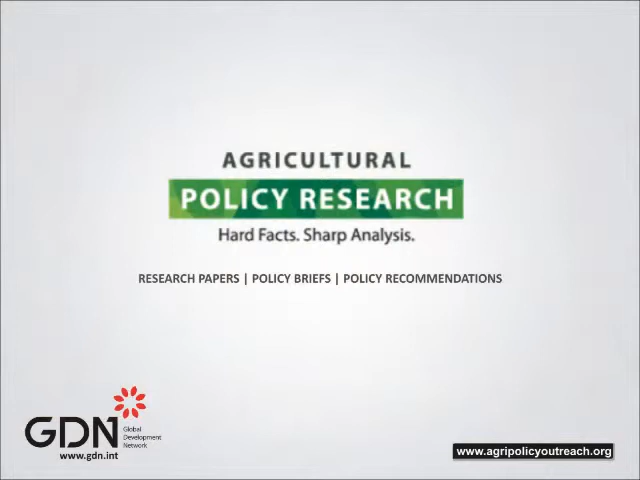 AGRICULTURAL
POLICY RESEARCH
Hard Facts. Sharp Analysis.
RESEARCH PAPERS | POLICY BRIEFS | POLICY RECOMMENDATIONS
GDN
Global
Development
Network
www.gdn.int
www.agripolicyoutreach.org